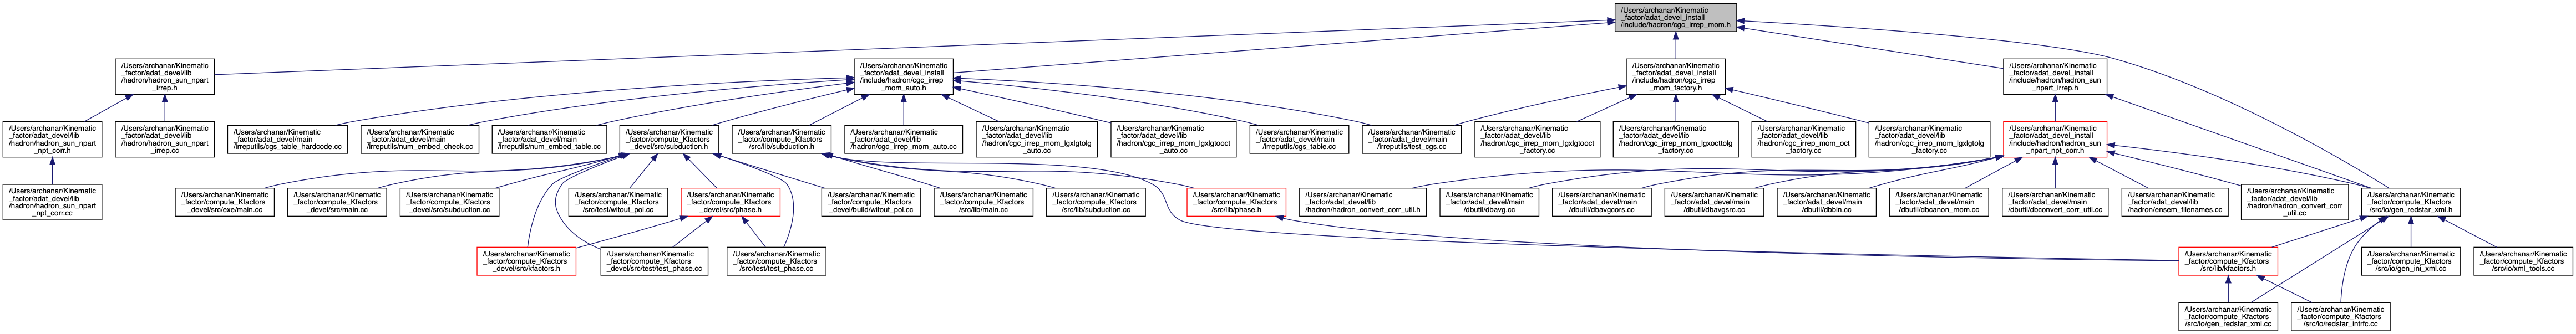 /Users/archanar/Kinematic
_factor/adat_devel_install
/include/hadron/cgc_irrep_mom.h
/Users/archanar/Kinematic
_factor/adat_devel/lib
/hadron/hadron_sun_npart
_irrep.h
/Users/archanar/Kinematic
_factor/adat_devel_install
/include/hadron/cgc_irrep
_mom_auto.h
/Users/archanar/Kinematic
_factor/adat_devel_install
/include/hadron/cgc_irrep
_mom_factory.h
/Users/archanar/Kinematic
_factor/adat_devel_install
/include/hadron/hadron_sun
_npart_irrep.h
/Users/archanar/Kinematic
_factor/adat_devel/lib
/hadron/hadron_sun_npart
_npt_corr.h
/Users/archanar/Kinematic
_factor/adat_devel/lib
/hadron/hadron_sun_npart
_irrep.cc
/Users/archanar/Kinematic
_factor/adat_devel/main
/irreputils/cgs_table_hardcode.cc
/Users/archanar/Kinematic
_factor/adat_devel/main
/irreputils/num_embed_check.cc
/Users/archanar/Kinematic
_factor/adat_devel/main
/irreputils/num_embed_table.cc
/Users/archanar/Kinematic
_factor/compute_Kfactors
_devel/src/subduction.h
/Users/archanar/Kinematic
_factor/compute_Kfactors
/src/lib/subduction.h
/Users/archanar/Kinematic
_factor/adat_devel/lib
/hadron/cgc_irrep_mom_auto.cc
/Users/archanar/Kinematic
_factor/adat_devel/lib
/hadron/cgc_irrep_mom_lgxlgtolg
_auto.cc
/Users/archanar/Kinematic
_factor/adat_devel/lib
/hadron/cgc_irrep_mom_lgxlgtooct
_auto.cc
/Users/archanar/Kinematic
_factor/adat_devel/main
/irreputils/cgs_table.cc
/Users/archanar/Kinematic
_factor/adat_devel/main
/irreputils/test_cgs.cc
/Users/archanar/Kinematic
_factor/adat_devel/lib
/hadron/cgc_irrep_mom_lgxlgtooct
_factory.cc
/Users/archanar/Kinematic
_factor/adat_devel/lib
/hadron/cgc_irrep_mom_lgxocttolg
_factory.cc
/Users/archanar/Kinematic
_factor/adat_devel/lib
/hadron/cgc_irrep_mom_oct
_factory.cc
/Users/archanar/Kinematic
_factor/adat_devel/lib
/hadron/cgc_irrep_mom_lgxlgtolg
_factory.cc
/Users/archanar/Kinematic
_factor/adat_devel_install
/include/hadron/hadron_sun
_npart_npt_corr.h
/Users/archanar/Kinematic
_factor/adat_devel/lib
/hadron/hadron_sun_npart
_npt_corr.cc
/Users/archanar/Kinematic
_factor/compute_Kfactors
_devel/src/exe/main.cc
/Users/archanar/Kinematic
_factor/compute_Kfactors
_devel/src/main.cc
/Users/archanar/Kinematic
_factor/compute_Kfactors
_devel/src/subduction.cc
/Users/archanar/Kinematic
_factor/compute_Kfactors
/src/test/witout_pol.cc
/Users/archanar/Kinematic
_factor/compute_Kfactors
_devel/src/phase.h
/Users/archanar/Kinematic
_factor/compute_Kfactors
_devel/build/witout_pol.cc
/Users/archanar/Kinematic
_factor/compute_Kfactors
/src/lib/main.cc
/Users/archanar/Kinematic
_factor/compute_Kfactors
/src/lib/subduction.cc
/Users/archanar/Kinematic
_factor/compute_Kfactors
/src/lib/phase.h
/Users/archanar/Kinematic
_factor/adat_devel/lib
/hadron/hadron_convert_corr_util.h
/Users/archanar/Kinematic
_factor/adat_devel/main
/dbutil/dbavg.cc
/Users/archanar/Kinematic
_factor/adat_devel/main
/dbutil/dbavgcors.cc
/Users/archanar/Kinematic
_factor/adat_devel/main
/dbutil/dbavgsrc.cc
/Users/archanar/Kinematic
_factor/adat_devel/main
/dbutil/dbbin.cc
/Users/archanar/Kinematic
_factor/adat_devel/main
/dbutil/dbcanon_mom.cc
/Users/archanar/Kinematic
_factor/adat_devel/main
/dbutil/dbconvert_corr_util.cc
/Users/archanar/Kinematic
_factor/adat_devel/lib
/hadron/ensem_filenames.cc
/Users/archanar/Kinematic
_factor/adat_devel/lib
/hadron/hadron_convert_corr
_util.cc
/Users/archanar/Kinematic
_factor/compute_Kfactors
/src/io/gen_redstar_xml.h
/Users/archanar/Kinematic
_factor/compute_Kfactors
_devel/src/kfactors.h
/Users/archanar/Kinematic
_factor/compute_Kfactors
_devel/src/test/test_phase.cc
/Users/archanar/Kinematic
_factor/compute_Kfactors
/src/test/test_phase.cc
/Users/archanar/Kinematic
_factor/compute_Kfactors
/src/lib/kfactors.h
/Users/archanar/Kinematic
_factor/compute_Kfactors
/src/io/gen_ini_xml.cc
/Users/archanar/Kinematic
_factor/compute_Kfactors
/src/io/xml_tools.cc
/Users/archanar/Kinematic
_factor/compute_Kfactors
/src/io/gen_redstar_xml.cc
/Users/archanar/Kinematic
_factor/compute_Kfactors
/src/io/redstar_intrfc.cc